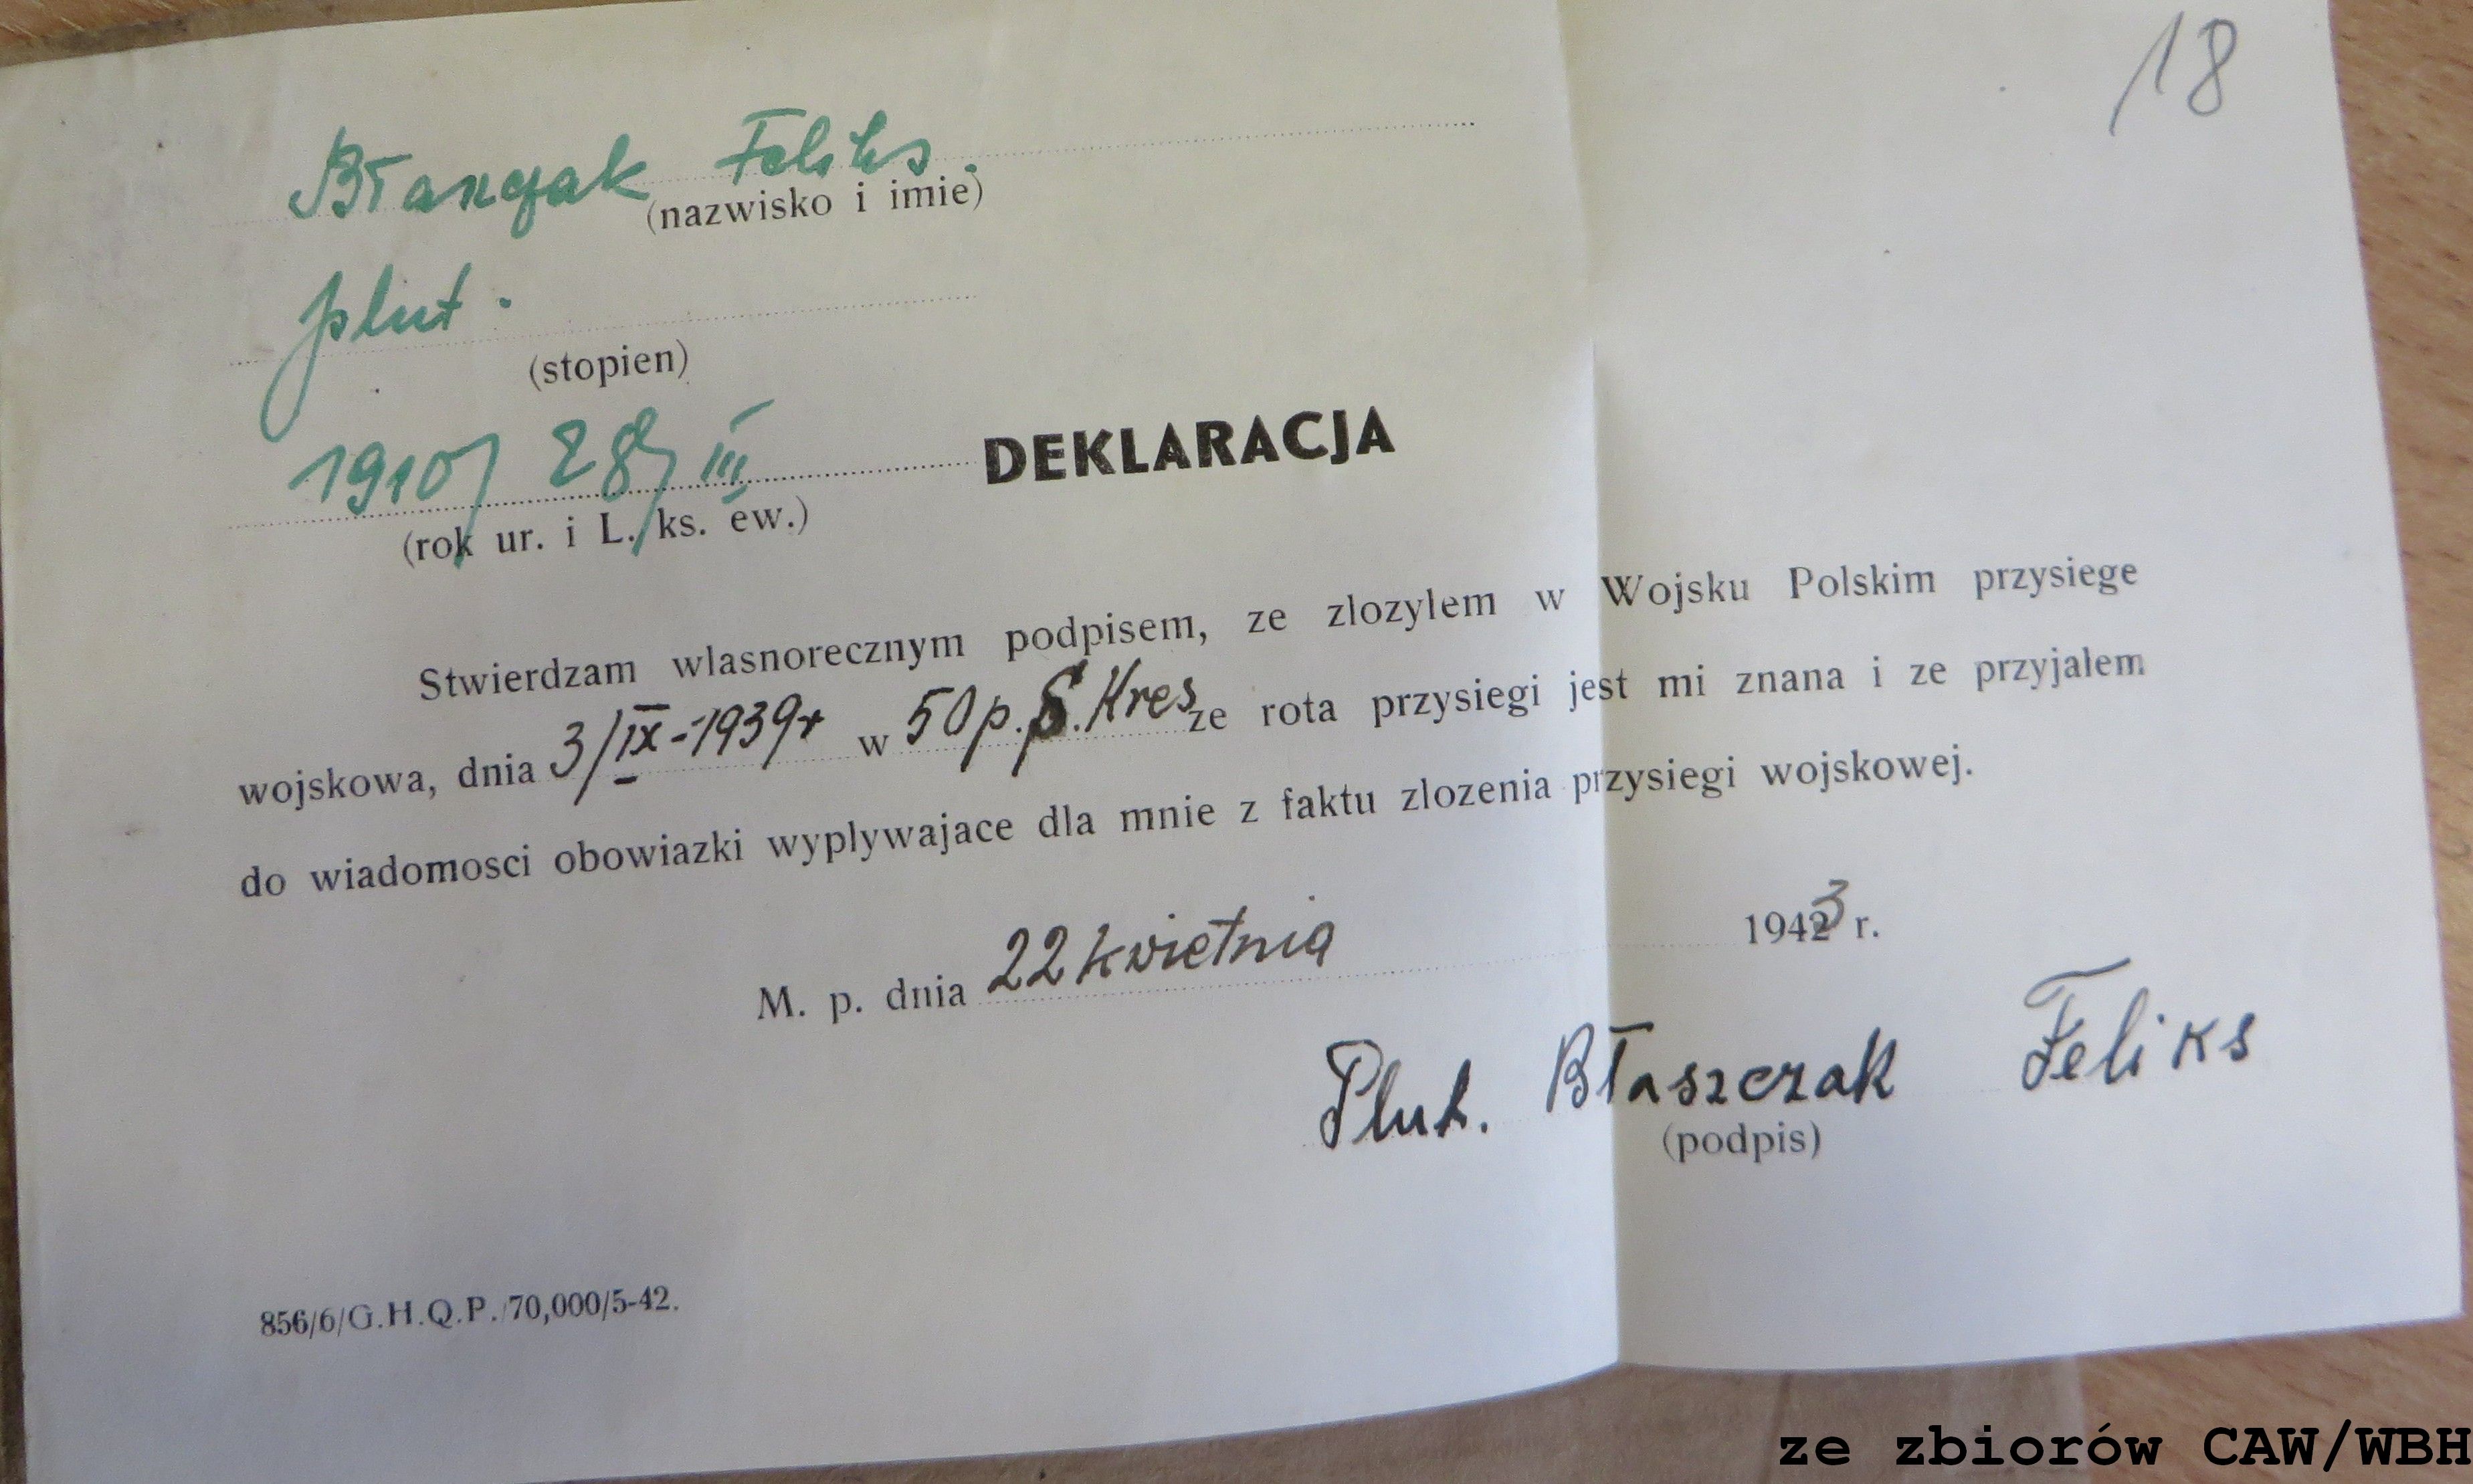 18
Błaszczak Feliks.
(nazwisko i imie)
plut.
(stopien)
1910/ 28/III
(rok ur. i L. ks. ew.)
DEKLARACJA
Stwierdzam wlasnorecznym podpisem, ze zlozylem w Wojsku Polskim przysiege
wojskowa, dnia 3/IX-1939r w 50 p.S.Kres ze rota przysiegi jest mi znana i ze przyjalem
do wiadomosci obowiazki wyplywajace dla mnie z faktu zlozenia przysiegi wojskowej.
M. p. dnia 22 kwietnia 1943 r.
Plut. Błaszczak Feliks
(podpis)
856/6/G.H.Q.P./70,000/5-42.
ze zbiorów CAW/WBH